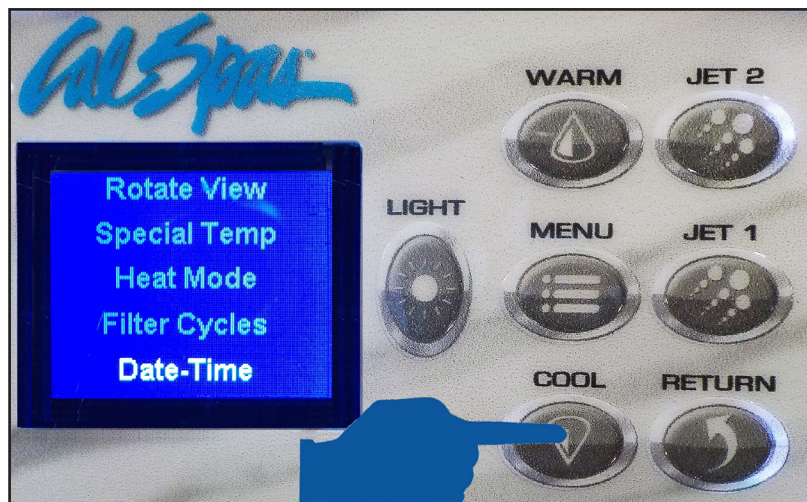 Cal Spas
WARM
JET 2
Rotate View
Special Temp
Heat Mode
Filter Cycles
Date-Time
LIGHT
MENU
JET 1
COOL
RETURN